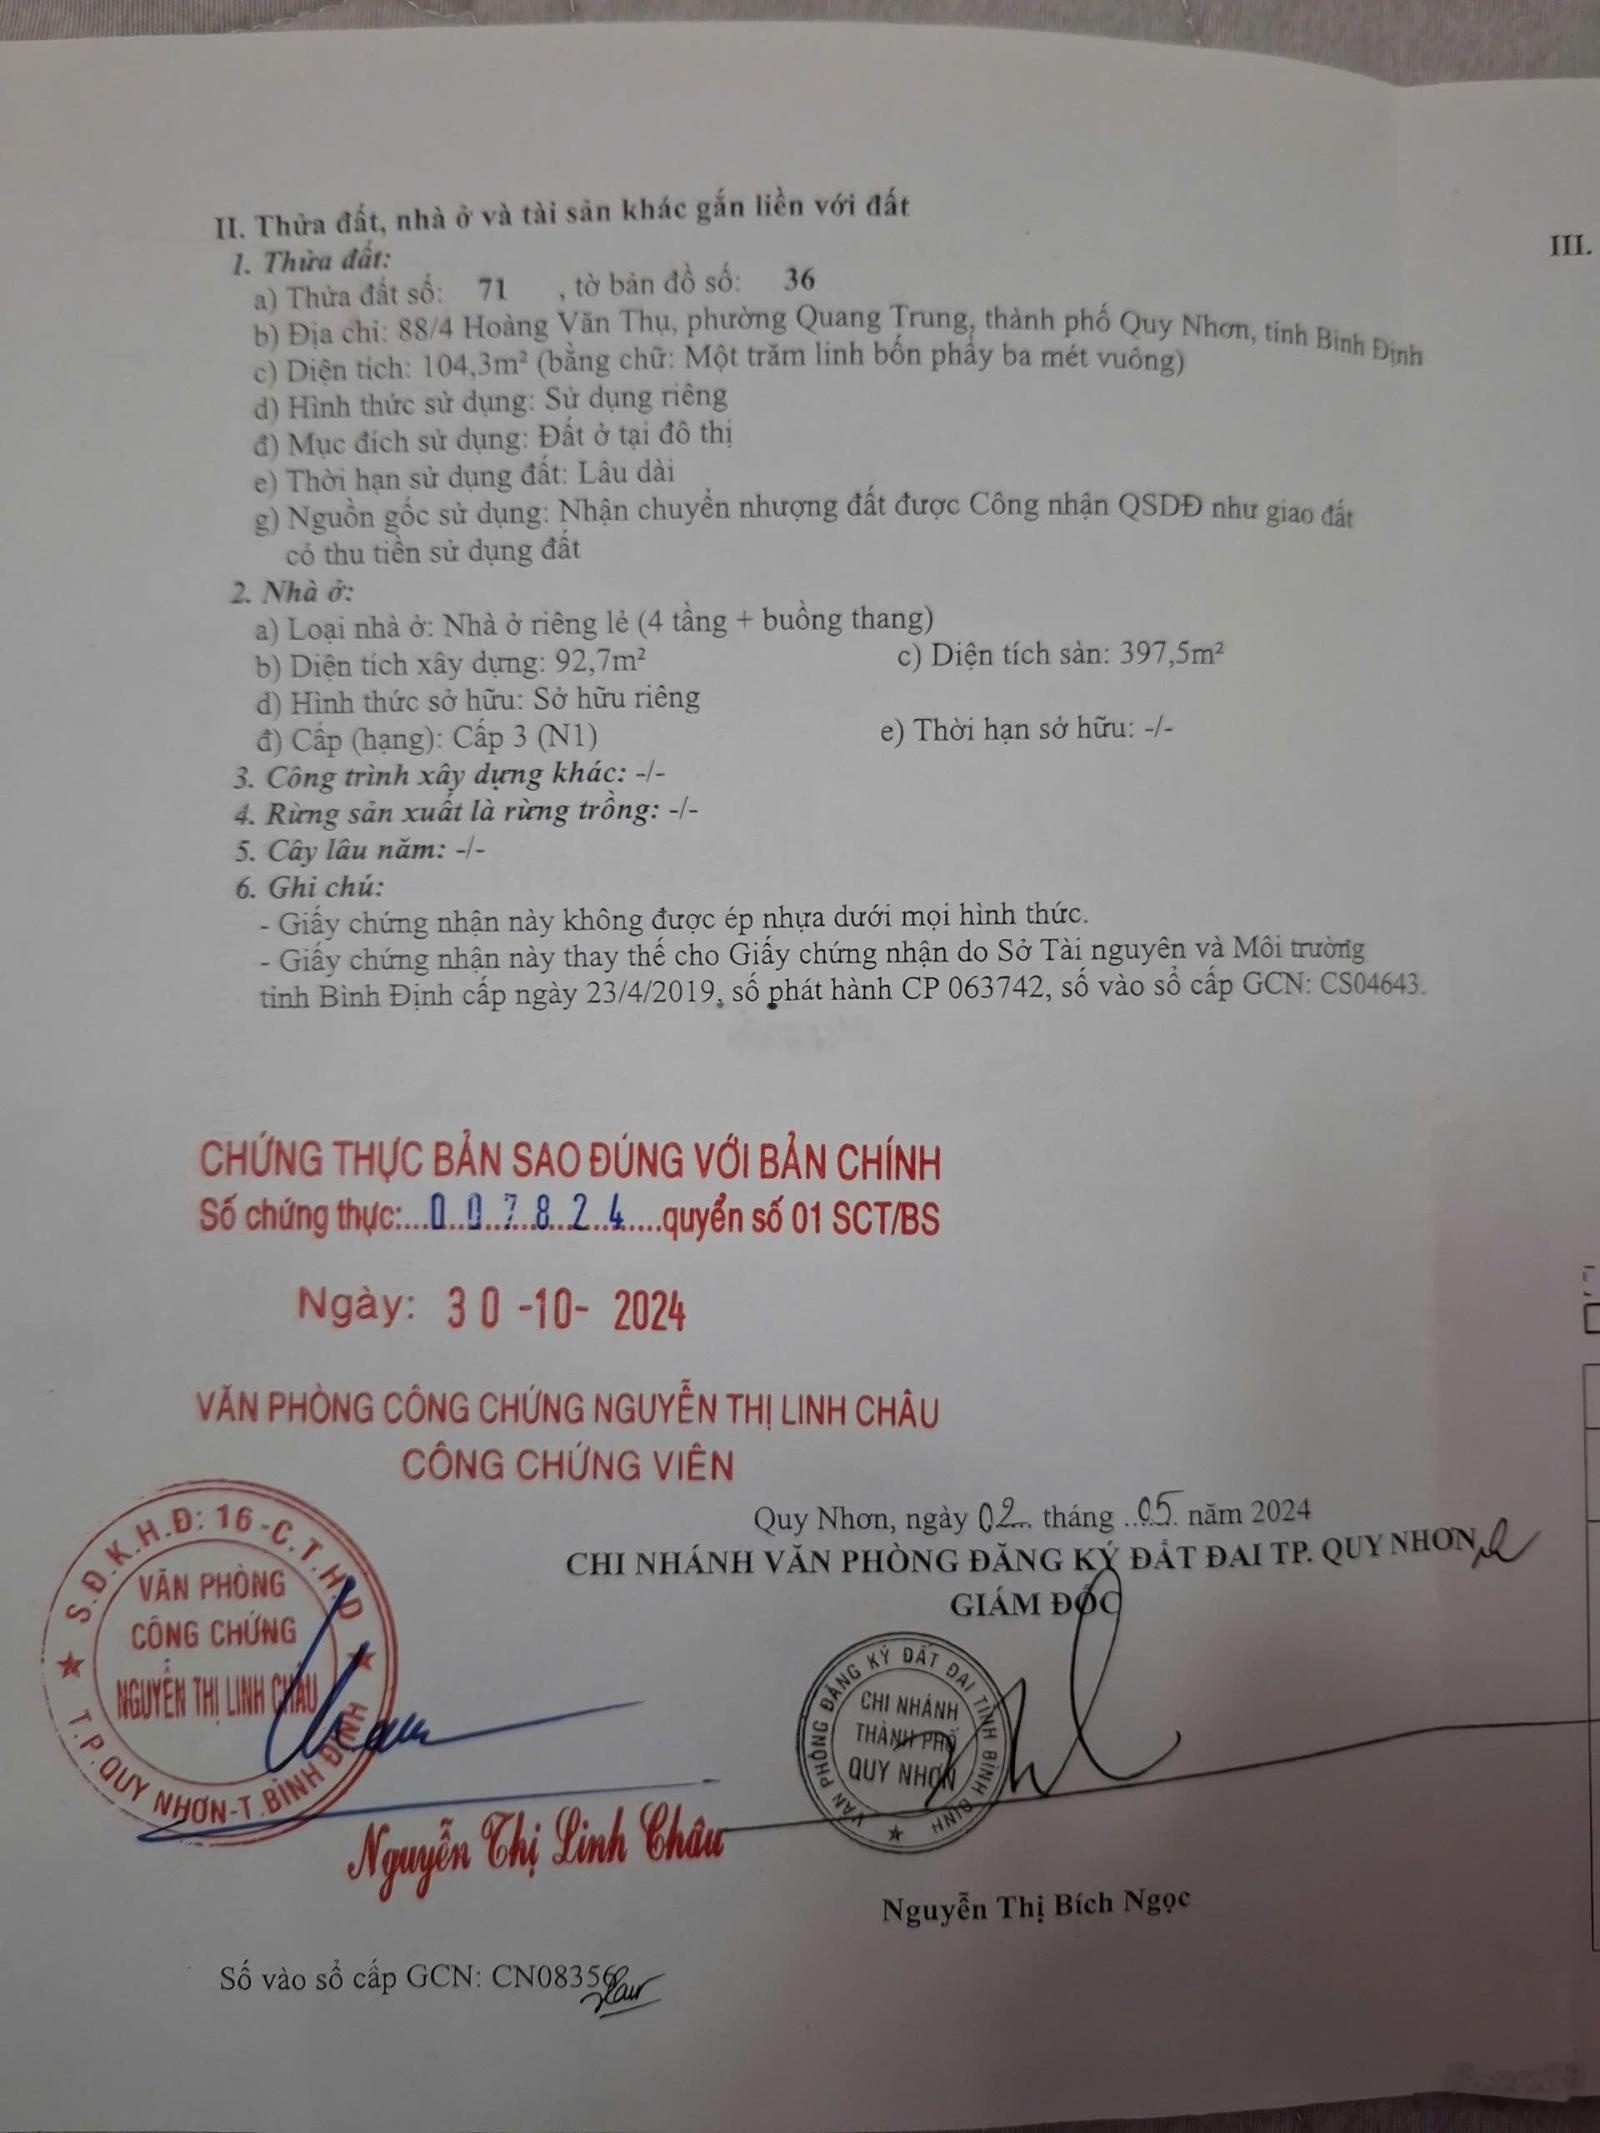 II. Thửa đất, nhà ở và tài sản khác gắn liền với đất
III.
1. Thửa đất:
a) Thửa đất số: 71 , tờ bản đồ số: 36
b) Địa chỉ: 88/4 Hoàng Văn Thụ, phường Quang Trung, thành phố Quy Nhơn, tỉnh Bình Định
c) Diện tích: 104,3m² (bằng chữ: Một trăm linh bốn phẩy ba mét vuông)
d) Hình thức sử dụng: Sử dụng riêng
đ) Mục đích sử dụng: Đất ở tại đô thị
e) Thời hạn sử dụng đất: Lâu dài
g) Nguồn gốc sử dụng: Nhận chuyển nhượng đất được Công nhận QSDĐ như giao đất
có thu tiền sử dụng đất
2. Nhà ở:
a) Loại nhà ở: Nhà ở riêng lẻ (4 tầng + buồng thang)
b) Diện tích xây dựng: 92,7m² c) Diện tích sàn: 397,5m²
d) Hình thức sở hữu: Sở hữu riêng
đ) Cấp (hạng): Cấp 3 (N1) e) Thời hạn sở hữu: -/-
3. Công trình xây dựng khác: -/-
4. Rừng sản xuất là rừng trồng: -/-
5. Cây lâu năm: -/-
6. Ghi chú:
- Giấy chứng nhận này không được ép nhựa dưới mọi hình thức.
- Giấy chứng nhận này thay thế cho Giấy chứng nhận do Sở Tài nguyên và Môi trường
tỉnh Bình Định cấp ngày 23/4/2019, số phát hành CP 063742, số vào sổ cấp GCN: CS04643.
CHỨNG THỰC BẢN SAO ĐÚNG VỚI BẢN CHÍNH
Số chứng thực:...0..0..7..8..2..4....quyển số 01 SCT/BS
Ngày: 30 -10- 2024
VĂN PHÒNG CÔNG CHỨNG NGUYỄN THỊ LINH CHÂU
CÔNG CHỨNG VIÊN
Quy Nhơn, ngày 02 tháng 05 năm 2024
CHI NHÁNH VĂN PHÒNG ĐĂNG KÝ ĐẤT ĐAI TP. QUY NHƠN
GIÁM ĐỐC
S.Đ.K.H.Đ: 16 -C.T.H.D
VĂN PHÒNG
CÔNG CHỨNG
NGUYỄN THỊ LINH CHÂU
T.P.QUY NHƠN-T.BÌNH ĐỊNH
VĂN PHÒNG ĐĂNG KÝ ĐẤT ĐAI TỈNH BÌNH ĐỊNH
CHI NHÁNH
THÀNH PHỐ
QUY NHƠN
Nguyễn Thị Linh Châu
Nguyễn Thị Bích Ngọc
Số vào sổ cấp GCN: CN08356